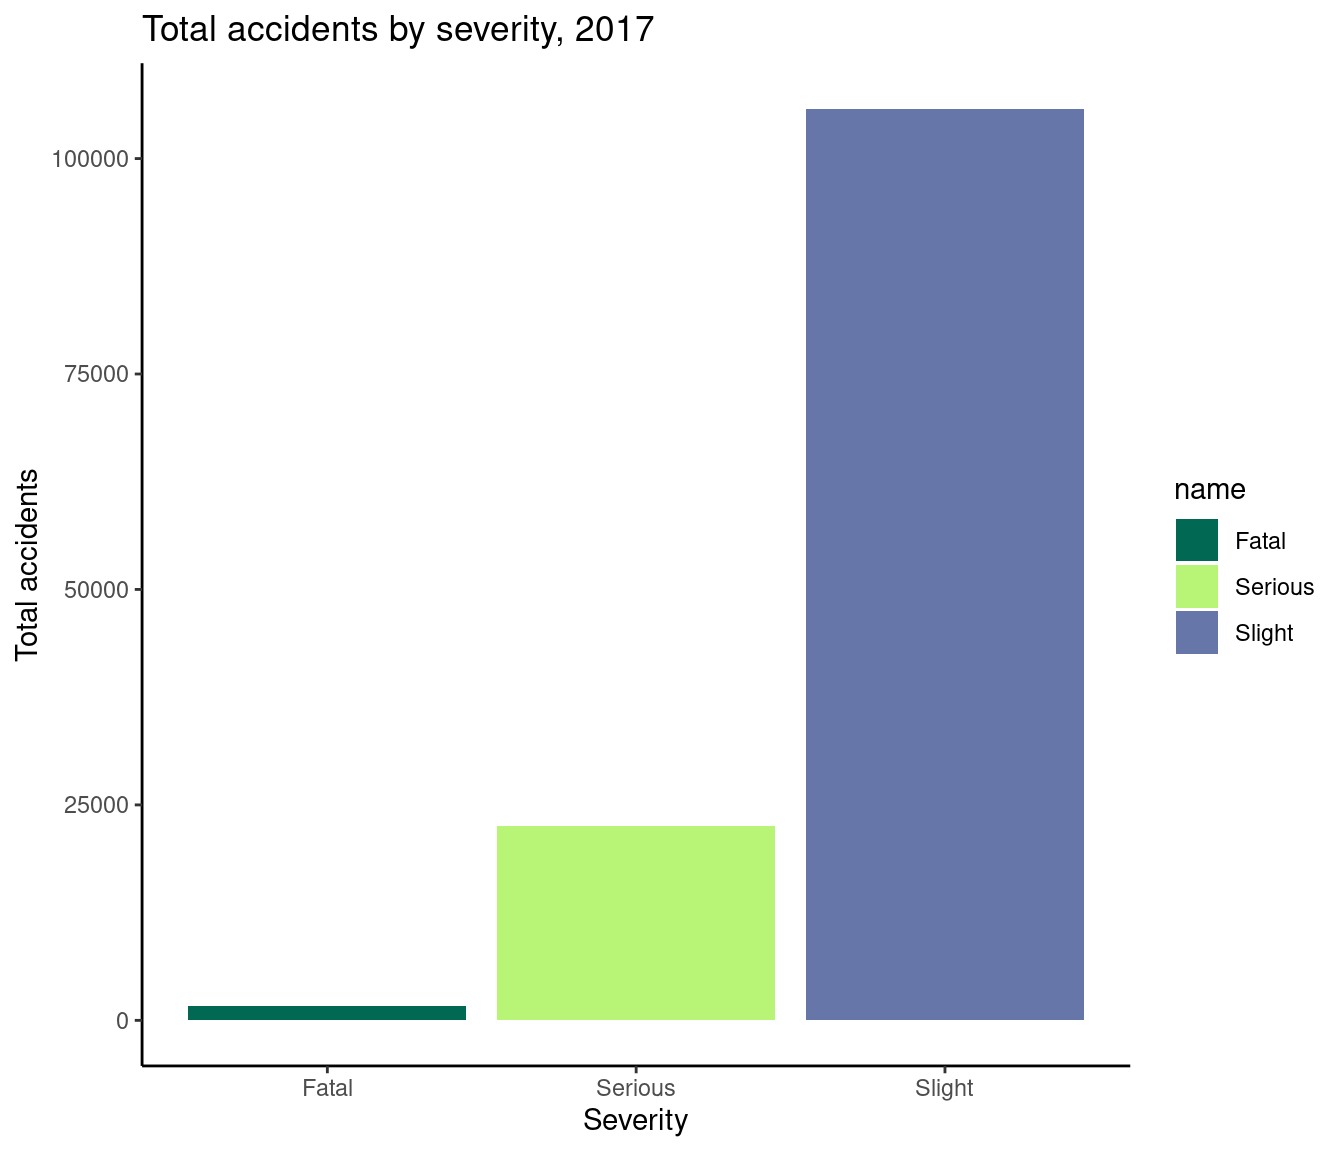 Total accidents by severity, 2017
Total accidents
100000
75000
50000
25000
0
Fatal
Serious
Slight
Severity
name
Fatal
Serious
Slight